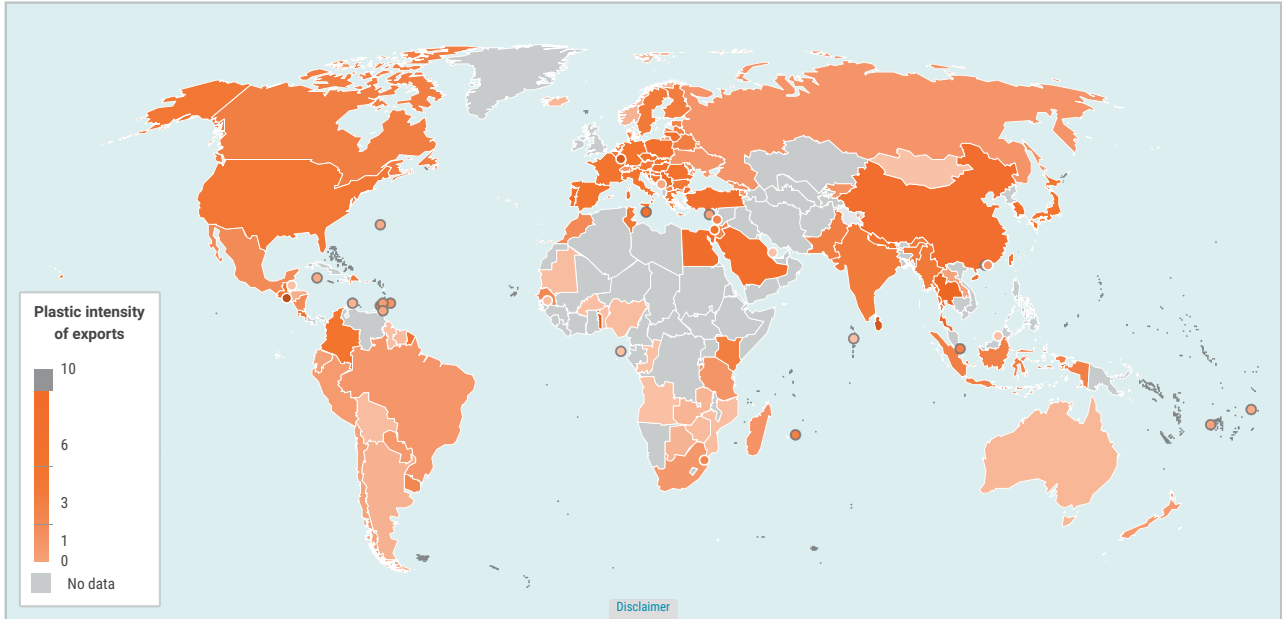 Plastic intensity
of exports
10
6
3
1
0
No data
Disclaimer